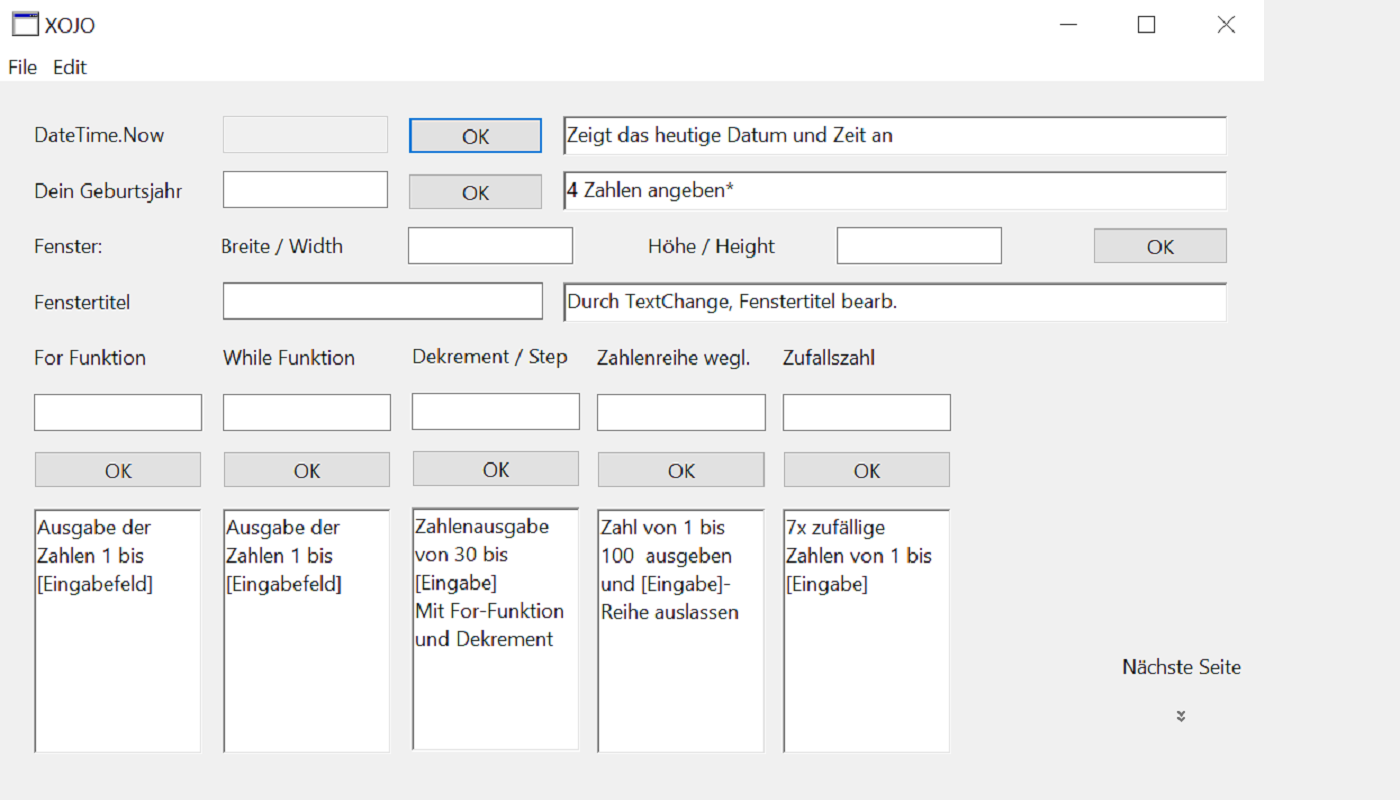 XOJO
File Edit
DateTime.Now OK Zeigt das heutige Datum und Zeit an
Dein Geburtsjahr OK 4 Zahlen angeben*
Fenster: Breite / Width Höhe / Height OK
Fenstertitel Durch TextChange, Fenstertitel bearb.
For Funktion While Funktion Dekrement / Step Zahlenreihe wegl. Zufallszahl
OK OK OK OK OK
Ausgabe der
Zahlen 1 bis
[Eingabefeld]
Ausgabe der
Zahlen 1 bis
[Eingabefeld]
Zahlenausgabe
von 30 bis
[Eingabe]
Mit For-Funktion
und Dekrement
Zahl von 1 bis
100 ausgeben
und [Eingabe]-
Reihe auslassen
7x zufällige
Zahlen von 1 bis
[Eingabe]
Nächste Seite